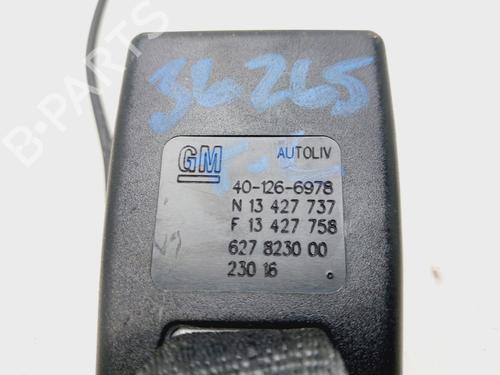 36265
GM
AUTOLIV
40-126-6978
N 13 427 737
F 13 427 758
627 8230 00
230 16
B-PARTS